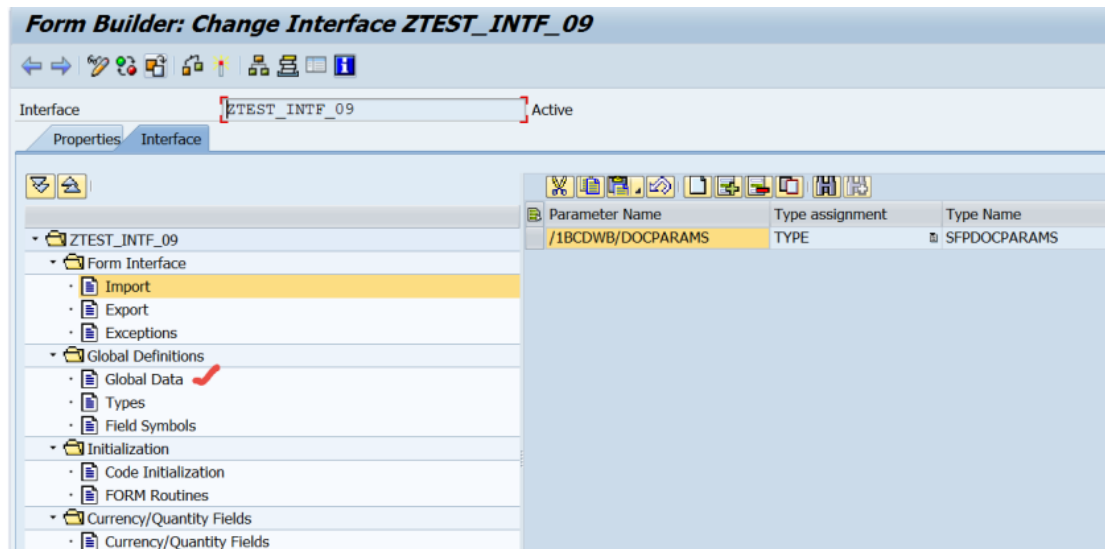 Form Builder: Change Interface ZTEST_INTF_09
Interface ZTEST_INTF_09 Active
Properties Interface
Parameter Name Type assignment Type Name
/1BCDWB/DOCPARAMS TYPE SFPDOCPARAMS
ZTEST_INTF_09
Form Interface
Import
Export
Exceptions
Global Definitions
Global Data
Types
Field Symbols
Initialization
Code Initialization
FORM Routines
Currency/Quantity Fields
Currency/Quantity Fields